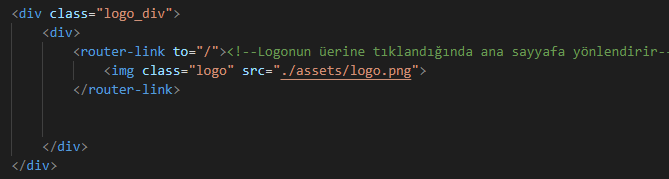 <div class="logo_div">
<div>
<router-link to="/"><!--Logonun üerine tıklandığında ana sayyafa yönlendirir--
<img class="logo" src="./assets/logo.png">
</router-link>
</div>
</div>